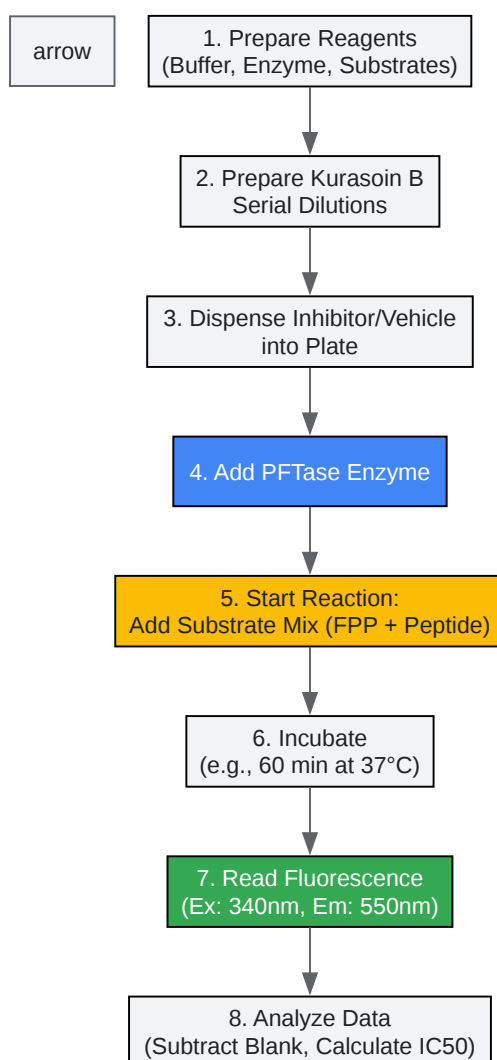 arrow
1. Prepare Reagents
(Buffer, Enzyme, Substrates)
2. Prepare Kurasoin B
Serial Dilutions
3. Dispense Inhibitor/Vehicle
into Plate
4. Add PFTase Enzyme
5. Start Reaction:
Add Substrate Mix (FPP + Peptide)
6. Incubate
(e.g., 60 min at 37°C)
7. Read Fluorescence
(Ex: 340nm, Em: 550nm)
8. Analyze Data
(Subtract Blank, Calculate IC50)